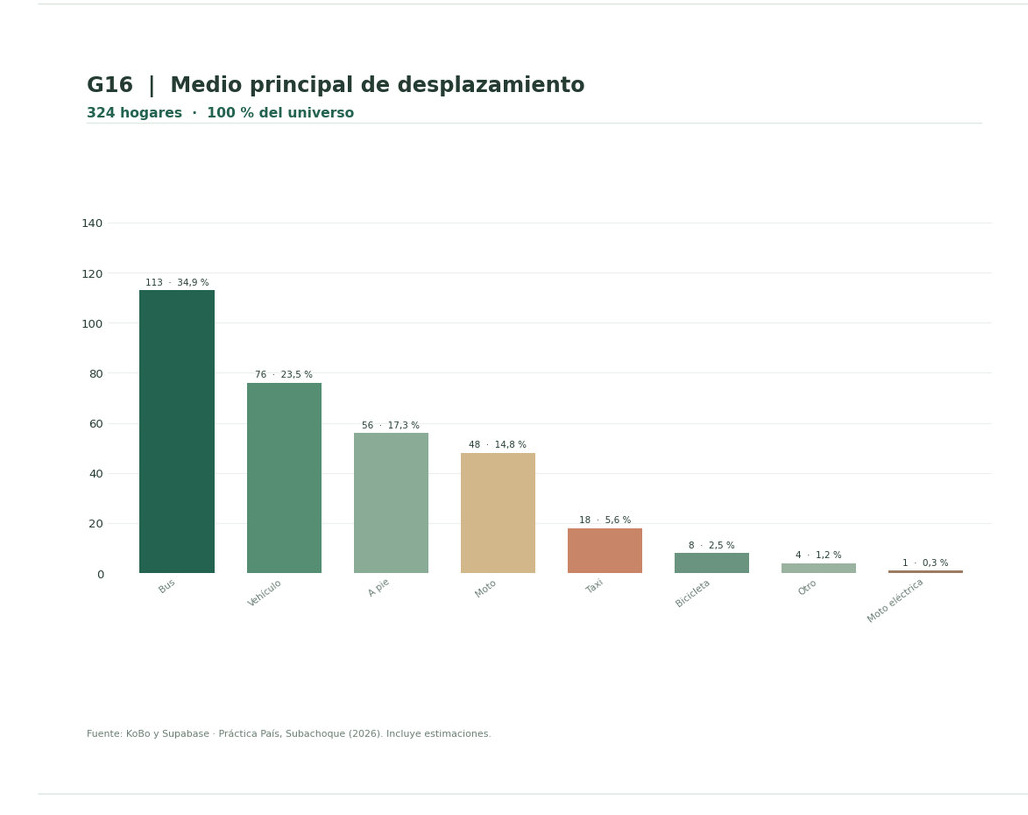 G16 | Medio principal de desplazamiento
324 hogares · 100 % del universo
140
120
100
80
60
40
20
0
113 · 34,9 %
76 · 23,5 %
56 · 17,3 %
48 · 14,8 %
18 · 5,6 %
8 · 2,5 %
4 · 1,2 %
1 · 0,3 %
Bus
Vehículo
A pie
Moto
Taxi
Bicicleta
Otro
Moto eléctrica
Fuente: KoBo y Supabase · Práctica País, Subachoque (2026). Incluye estimaciones.